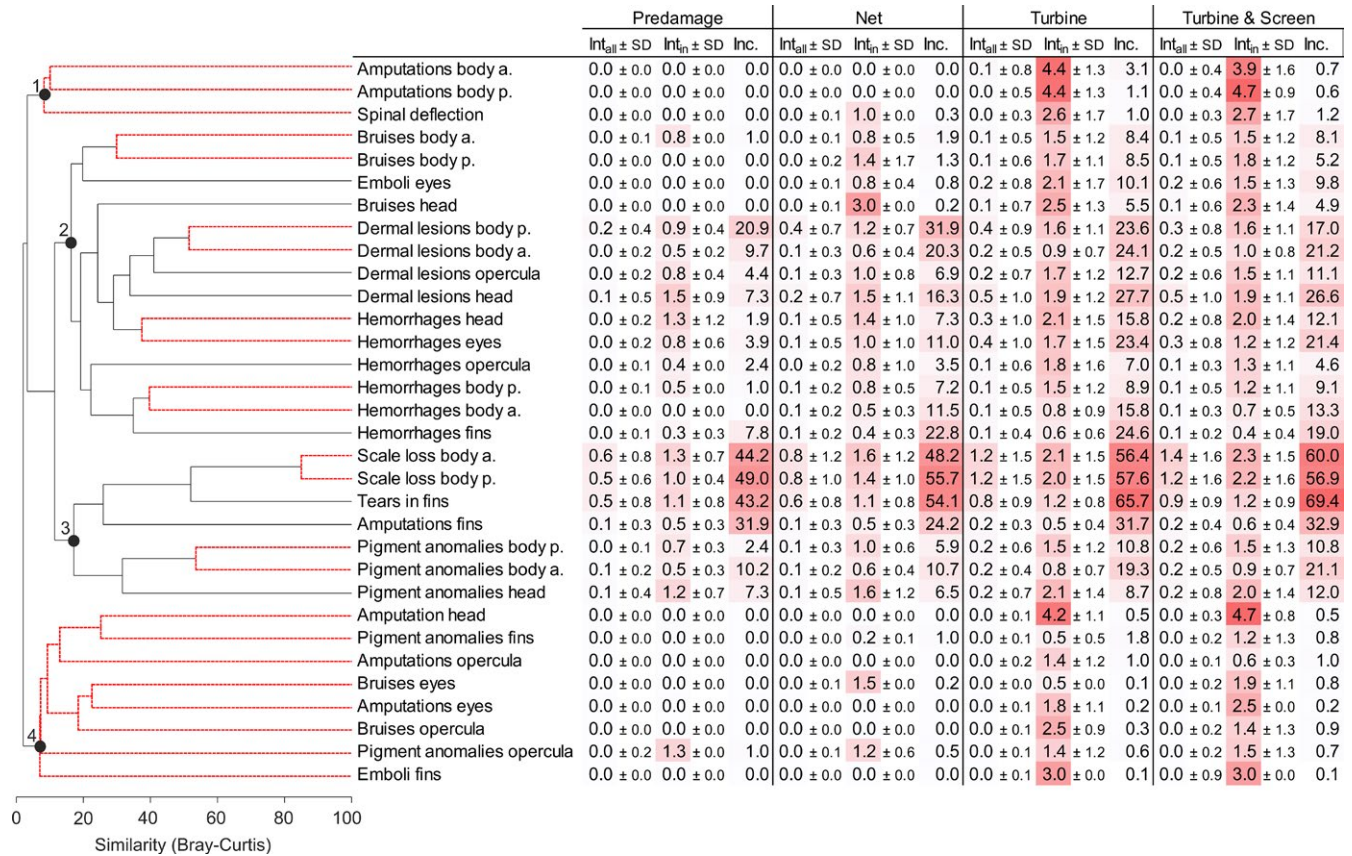 Predamage Net Turbine Turbine & Screen
Intall ± SD Intin ± SD Inc. Intall ± SD Intin ± SD Inc. Intall ± SD Intin ± SD Inc. Intall ± SD Intin ± SD Inc.
1 Amputations body a. 0.0 ± 0.0 0.0 ± 0.0 0.0 0.0 ± 0.0 0.0 ± 0.0 0.0 0.1 ± 0.8 4.4 ± 1.3 3.1 0.0 ± 0.4 3.9 ± 1.6 0.7
Amputations body p. 0.0 ± 0.0 0.0 ± 0.0 0.0 0.0 ± 0.0 0.0 ± 0.0 0.0 0.0 ± 0.5 4.4 ± 1.3 1.1 0.0 ± 0.4 4.7 ± 0.9 0.6
Spinal deflection 0.0 ± 0.0 0.0 ± 0.0 0.0 0.0 ± 0.1 1.0 ± 0.0 0.3 0.0 ± 0.3 2.6 ± 1.7 1.0 0.0 ± 0.3 2.7 ± 1.7 1.2
Bruises body a. 0.0 ± 0.1 0.8 ± 0.0 1.0 0.0 ± 0.1 0.8 ± 0.5 1.9 0.1 ± 0.5 1.5 ± 1.2 8.4 0.1 ± 0.5 1.5 ± 1.2 8.1
Bruises body p. 0.0 ± 0.0 0.0 ± 0.0 0.0 0.0 ± 0.2 1.4 ± 1.7 1.3 0.1 ± 0.6 1.7 ± 1.1 8.5 0.1 ± 0.5 1.8 ± 1.2 5.2
Emboli eyes 0.0 ± 0.0 0.0 ± 0.0 0.0 0.0 ± 0.1 0.8 ± 0.4 0.8 0.2 ± 0.8 2.1 ± 1.7 10.1 0.2 ± 0.6 1.5 ± 1.3 9.8
Bruises head 0.0 ± 0.0 0.0 ± 0.0 0.0 0.0 ± 0.1 3.0 ± 0.0 0.2 0.1 ± 0.7 2.5 ± 1.3 5.5 0.1 ± 0.6 2.3 ± 1.4 4.9
2 Dermal lesions body p. 0.2 ± 0.4 0.9 ± 0.4 20.9 0.4 ± 0.7 1.2 ± 0.7 31.9 0.4 ± 0.9 1.6 ± 1.1 23.6 0.3 ± 0.8 1.6 ± 1.1 17.0
Dermal lesions body a. 0.0 ± 0.2 0.5 ± 0.2 9.7 0.1 ± 0.3 0.6 ± 0.4 20.3 0.2 ± 0.5 0.9 ± 0.7 24.1 0.2 ± 0.5 1.0 ± 0.8 21.2
Dermal lesions opercula 0.0 ± 0.2 0.8 ± 0.4 4.4 0.1 ± 0.3 1.0 ± 0.8 6.9 0.2 ± 0.7 1.7 ± 1.2 12.7 0.2 ± 0.6 1.5 ± 1.1 11.1
Dermal lesions head 0.1 ± 0.5 1.5 ± 0.9 7.3 0.2 ± 0.7 1.5 ± 1.1 16.3 0.5 ± 1.0 1.9 ± 1.2 27.7 0.5 ± 1.0 1.9 ± 1.1 26.6
Hemorrhages head 0.0 ± 0.2 1.3 ± 1.2 1.9 0.1 ± 0.5 1.4 ± 1.0 7.3 0.3 ± 1.0 2.1 ± 1.5 15.8 0.2 ± 0.8 2.0 ± 1.4 12.1
Hemorrhages eyes 0.0 ± 0.2 0.8 ± 0.6 3.9 0.1 ± 0.5 1.0 ± 1.0 11.0 0.4 ± 1.0 1.7 ± 1.5 23.4 0.3 ± 0.8 1.2 ± 1.2 21.4
Hemorrhages opercula 0.0 ± 0.1 0.4 ± 0.0 2.4 0.0 ± 0.2 0.8 ± 1.0 3.5 0.1 ± 0.6 1.8 ± 1.6 7.0 0.1 ± 0.4 1.3 ± 1.1 4.6
Hemorrhages body p. 0.0 ± 0.1 0.5 ± 0.0 1.0 0.1 ± 0.2 0.8 ± 0.5 7.2 0.1 ± 0.5 1.5 ± 1.2 8.9 0.1 ± 0.5 1.2 ± 1.1 9.1
Hemorrhages body a. 0.0 ± 0.0 0.0 ± 0.0 0.0 0.1 ± 0.2 0.5 ± 0.3 11.5 0.1 ± 0.5 0.8 ± 0.9 15.8 0.1 ± 0.3 0.7 ± 0.5 13.3
Hemorrhages fins 0.0 ± 0.1 0.3 ± 0.3 7.8 0.1 ± 0.2 0.4 ± 0.3 22.8 0.1 ± 0.4 0.6 ± 0.6 24.6 0.1 ± 0.2 0.4 ± 0.4 19.0
Scale loss body a. 0.6 ± 0.8 1.3 ± 0.7 44.2 0.8 ± 1.2 1.6 ± 1.2 48.2 1.2 ± 1.5 2.1 ± 1.5 56.4 1.4 ± 1.6 2.3 ± 1.5 60.0
Scale loss body p. 0.5 ± 0.6 1.0 ± 0.4 49.0 0.8 ± 1.0 1.4 ± 1.0 55.7 1.2 ± 1.5 2.0 ± 1.5 57.6 1.2 ± 1.6 2.2 ± 1.6 56.9
Tears in fins 0.5 ± 0.8 1.1 ± 0.8 43.2 0.6 ± 0.8 1.1 ± 0.8 54.1 0.8 ± 0.9 1.2 ± 0.8 65.7 0.9 ± 0.9 1.2 ± 0.9 69.4
3 Amputations fins 0.1 ± 0.3 0.5 ± 0.3 31.9 0.1 ± 0.3 0.5 ± 0.3 24.2 0.2 ± 0.3 0.5 ± 0.4 31.7 0.2 ± 0.4 0.6 ± 0.4 32.9
Pigment anomalies body p. 0.0 ± 0.1 0.7 ± 0.3 2.4 0.1 ± 0.3 1.0 ± 0.6 5.9 0.2 ± 0.6 1.5 ± 1.2 10.8 0.2 ± 0.6 1.5 ± 1.3 10.8
Pigment anomalies body a. 0.1 ± 0.2 0.5 ± 0.3 10.2 0.1 ± 0.2 0.6 ± 0.4 10.7 0.2 ± 0.4 0.8 ± 0.7 19.3 0.2 ± 0.5 0.9 ± 0.7 21.1
Pigment anomalies head 0.1 ± 0.4 1.2 ± 0.7 7.3 0.1 ± 0.5 1.6 ± 1.2 6.5 0.2 ± 0.7 2.1 ± 1.4 8.7 0.2 ± 0.8 2.0 ± 1.4 12.0
Amputation head 0.0 ± 0.0 0.0 ± 0.0 0.0 0.0 ± 0.0 0.0 ± 0.0 0.0 0.0 ± 0.3 4.2 ± 1.1 0.5 0.0 ± 0.3 4.7 ± 0.8 0.5
Pigment anomalies fins 0.0 ± 0.0 0.0 ± 0.0 0.0 0.0 ± 0.0 0.2 ± 0.1 1.0 0.0 ± 0.1 0.5 ± 0.5 1.8 0.0 ± 0.2 1.2 ± 1.3 0.8
Amputations opercula 0.0 ± 0.0 0.0 ± 0.0 0.0 0.0 ± 0.0 0.0 ± 0.0 0.0 0.0 ± 0.2 1.4 ± 1.2 1.0 0.0 ± 0.1 0.6 ± 0.3 1.0
Bruises eyes 0.0 ± 0.0 0.0 ± 0.0 0.0 0.0 ± 0.1 1.5 ± 0.0 0.2 0.0 ± 0.0 0.5 ± 0.0 0.1 0.0 ± 0.2 1.9 ± 1.1 0.8
Amputations eyes 0.0 ± 0.0 0.0 ± 0.0 0.0 0.0 ± 0.0 0.0 ± 0.0 0.0 0.0 ± 0.1 1.8 ± 1.1 0.2 0.0 ± 0.1 2.5 ± 0.0 0.2
Bruises opercula 0.0 ± 0.0 0.0 ± 0.0 0.0 0.0 ± 0.0 0.0 ± 0.0 0.0 0.0 ± 0.1 2.5 ± 0.9 0.3 0.0 ± 0.2 1.4 ± 1.3 0.9
4 Pigment anomalies opercula 0.0 ± 0.2 1.3 ± 0.0 1.0 0.0 ± 0.1 1.2 ± 0.6 0.5 0.0 ± 0.1 1.4 ± 1.2 0.6 0.0 ± 0.2 1.5 ± 1.3 0.7
Emboli fins 0.0 ± 0.0 0.0 ± 0.0 0.0 0.0 ± 0.0 0.0 ± 0.0 0.0 0.0 ± 0.1 3.0 ± 0.0 0.1 0.0 ± 0.9 3.0 ± 0.0 0.1
0 20 40 60 80 100
Similarity (Bray-Curtis)